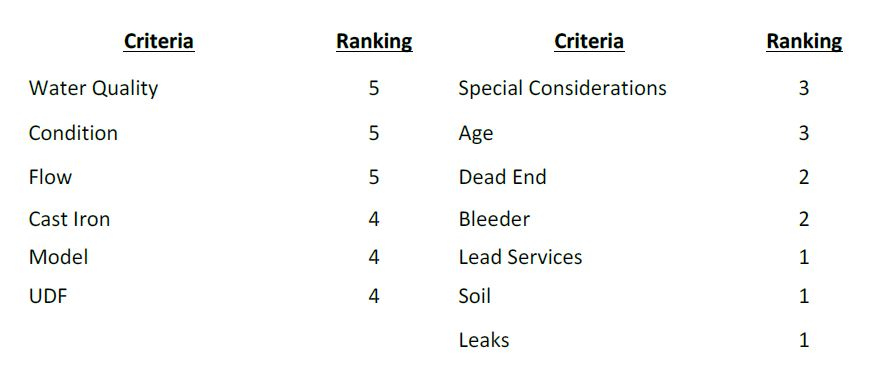 Criteria Ranking Criteria Ranking
Water Quality 5 Special Considerations 3
Condition 5 Age 3
Flow 5 Dead End 2
Cast Iron 4 Bleeder 2
Model 4 Lead Services 1
UDF 4 Soil 1
Leaks 1